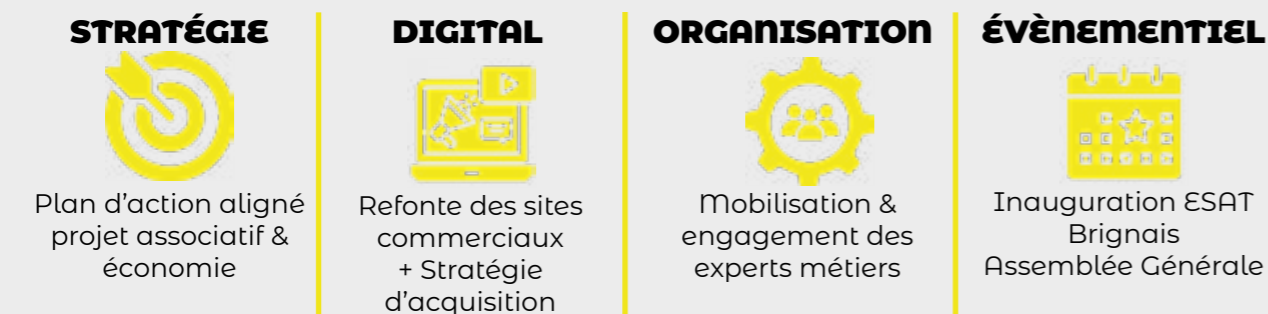 STRATÉGIE
Plan d'action aligné
projet associatif &
économie
DIGITAL
Refonte des sites
commerciaux
+ Stratégie
d'acquisition
ORGANISATION
Mobilisation &
engagement des
experts métiers
ÉVÈNEMENTIEL
Inauguration ESAT
Brignais
Assemblée Générale